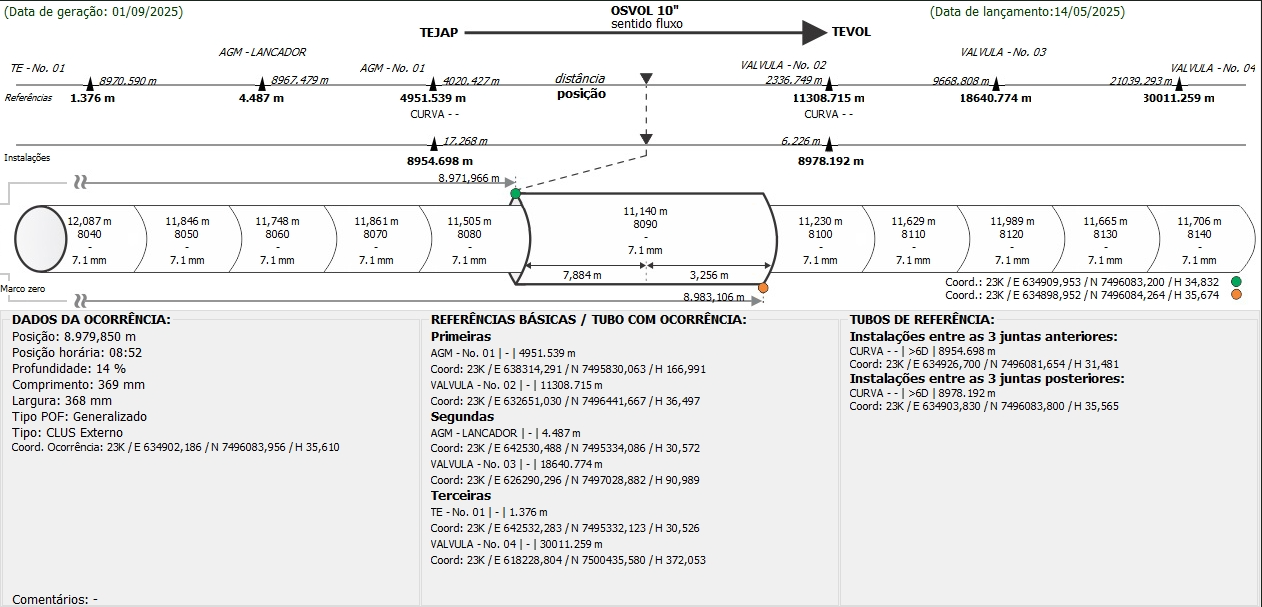 (Data de geração: 01/09/2025)
OSVOL 10"
(Data de lançamento:14/05/2025)
sentido fluxo
TEJAP
TEVOL
AGM - LANCADOR
VALVULA - No. 03
TE - No. 01
AGM - No. 01
VALVULA - No. 02
VALVULA - No. 04
8970.590 m
8967.479 m
4020.427 m
distância
2336.749 m
9668.808 m
21039.293 m
Referências
1.376 m
4.487 m
4951.539 m
posição
11308.715 m
18640.774 m
30011.259 m
CURVA - -
CURVA - -
17.268 m
6.226 m
Instalações
8954.698 m
8978.192 m
8.971,966 m
12,087 m
8040
-
7.1 mm
11,846 m
8050
-
7.1 mm
11,748 m
8060
-
7.1 mm
11,861 m
8070
-
7.1 mm
11,505 m
8080
-
7.1 mm
11,140 m
8090
-
7.1 mm
7,884 m
3,256 m
11,230 m
8100
-
7.1 mm
11,629 m
8110
-
7.1 mm
11,989 m
8120
-
7.1 mm
11,665 m
8130
-
7.1 mm
11,706 m
8140
-
7.1 mm
Coord.: 23K / E 634909,953 / N 7496083,200 / H 34,832
Marco zero
8.983,106 m
Coord.: 23K / E 634898,952 / N 7496084,264 / H 35,674
DADOS DA OCORRÊNCIA:
Posição: 8.979,850 m
Posição horária: 08:52
Profundidade: 14 %
Comprimento: 369 mm
Largura: 368 mm
Tipo POF: Generalizado
Tipo: CLUS Externo
Coord. Ocorrência: 23K / E 634902,186 / N 7496083,956 / H 35,610
Comentários: -
REFERÊNCIAS BÁSICAS / TUBO COM OCORRÊNCIA:
Primeiras
AGM - No. 01 | - | 4951.539 m
Coord: 23K / E 638314,291 / N 7495830,063 / H 166,991
VALVULA - No. 02 | - | 11308.715 m
Coord: 23K / E 632651,030 / N 7496441,667 / H 36,497
Segundas
AGM - LANCADOR | - | 4.487 m
Coord: 23K / E 642530,488 / N 7495334,086 / H 30,572
VALVULA - No. 03 | - | 18640.774 m
Coord: 23K / E 626290,296 / N 7497028,882 / H 90,989
Terceiras
TE - No. 01 | - | 1.376 m
Coord: 23K / E 642532,283 / N 7495332,123 / H 30,526
VALVULA - No. 04 | - | 30011.259 m
Coord: 23K / E 618228,804 / N 7500435,580 / H 372,053
TUBOS DE REFERÊNCIA:
Instalações entre as 3 juntas anteriores:
CURVA - - | >6D | 8954.698 m
Coord: 23K / E 634926,700 / N 7496081,654 / H 31,481
Instalações entre as 3 juntas posteriores:
CURVA - - | >6D | 8978.192 m
Coord: 23K / E 634903,830 / N 7496083,800 / H 35,565